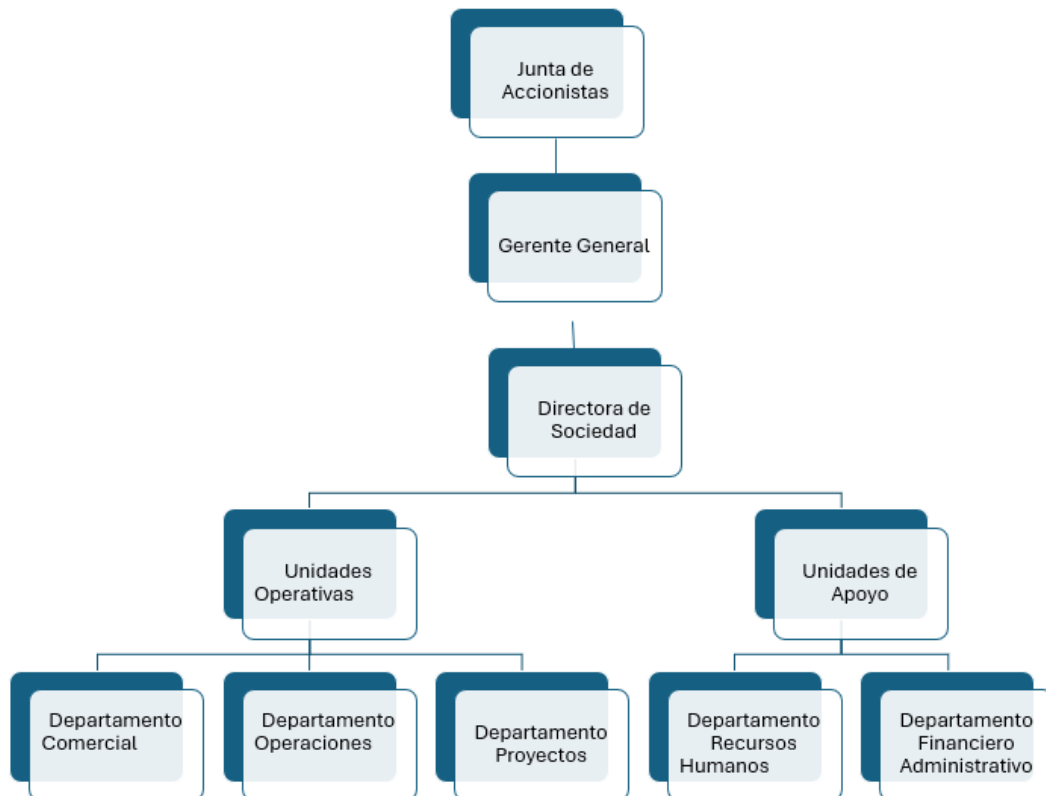 Junta de
Accionistas
Gerente General
Directora de
Sociedad
Unidades
Operativas
Unidades de
Apoyo
Departamento
Comercial
Departamento
Operaciones
Departamento
Proyectos
Departamento
Recursos
Humanos
Departamento
Financiero
Administrativo